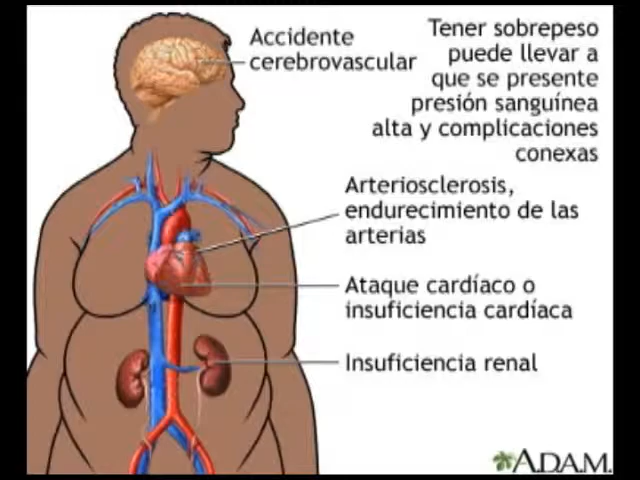 Accidente
cerebrovascular
Tener sobrepeso
puede llevar a
que se presente
presión sanguínea
alta y complicaciones
conexas
Arteriosclerosis,
endurecimiento de las
arterias
Ataque cardíaco o
insuficiencia cardíaca
Insuficiencia renal
A.D.A.M.